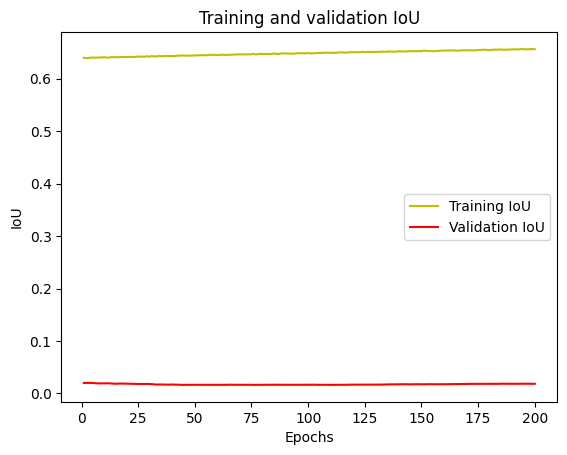 Training and validation IoU
IoU
0.6
0.5
0.4
0.3
0.2
0.1
0.0
Training IoU
Validation IoU
0 25 50 75 100 125 150 175 200
Epochs